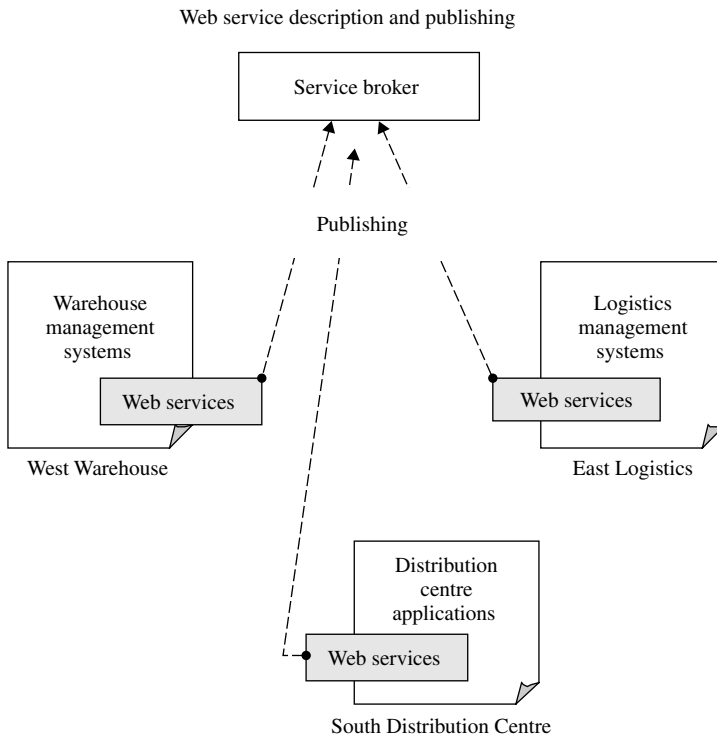 Web service description and publishing
Service broker
Publishing
Warehouse
management
systems
Web services
West Warehouse
Logistics
management
systems
Web services
East Logistics
Distribution
centre
applications
Web services
South Distribution Centre